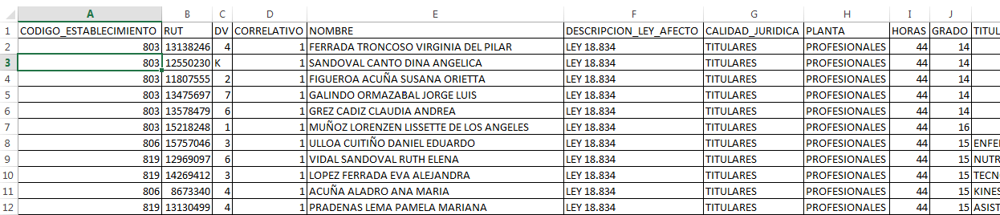 A B C D E F G H I J
1 CODIGO_ESTABLECIMIENTO RUT DV CORRELATIVO NOMBRE DESCRIPCION_LEY_AFECTO CALIDAD_JURIDICA PLANTA HORAS GRADO TITUL
2 803 13138246 4 1 FERRADA TRONCOSO VIRGINIA DEL PILAR LEY 18.834 TITULARES PROFESIONALES 44 14
3 803 12550230 K 1 SANDOVAL CANTO DINA ANGELICA LEY 18.834 TITULARES PROFESIONALES 44 14
4 803 11807555 2 1 FIGUEROA ACUÑA SUSANA ORIETTA LEY 18.834 TITULARES PROFESIONALES 44 14
5 803 13475697 7 1 GALINDO ORMAZABAL JORGE LUIS LEY 18.834 TITULARES PROFESIONALES 44 14
6 803 13578479 6 1 GREZ CADIZ CLAUDIA ANDREA LEY 18.834 TITULARES PROFESIONALES 44 14
7 803 15218248 1 1 MUÑOZ LORENZEN LISSETTE DE LOS ANGELES LEY 18.834 TITULARES PROFESIONALES 44 16
8 806 15757046 3 1 ULLOA CUITIÑO DANIEL EDUARDO LEY 18.834 TITULARES PROFESIONALES 44 15 ENFE
9 819 12969097 6 1 VIDAL SANDOVAL RUTH ELENA LEY 18.834 TITULARES PROFESIONALES 44 15 NUTR
10 819 14269412 3 1 LOPEZ FERRADA EVA ALEJANDRA LEY 18.834 TITULARES PROFESIONALES 44 15 TECN
11 806 8673340 4 1 ACUÑA ALADRO ANA MARIA LEY 18.834 TITULARES PROFESIONALES 44 15 KINES
12 819 13130499 4 1 PRADENAS LEMA PAMELA MARIANA LEY 18.834 TITULARES PROFESIONALES 44 15 ASIST